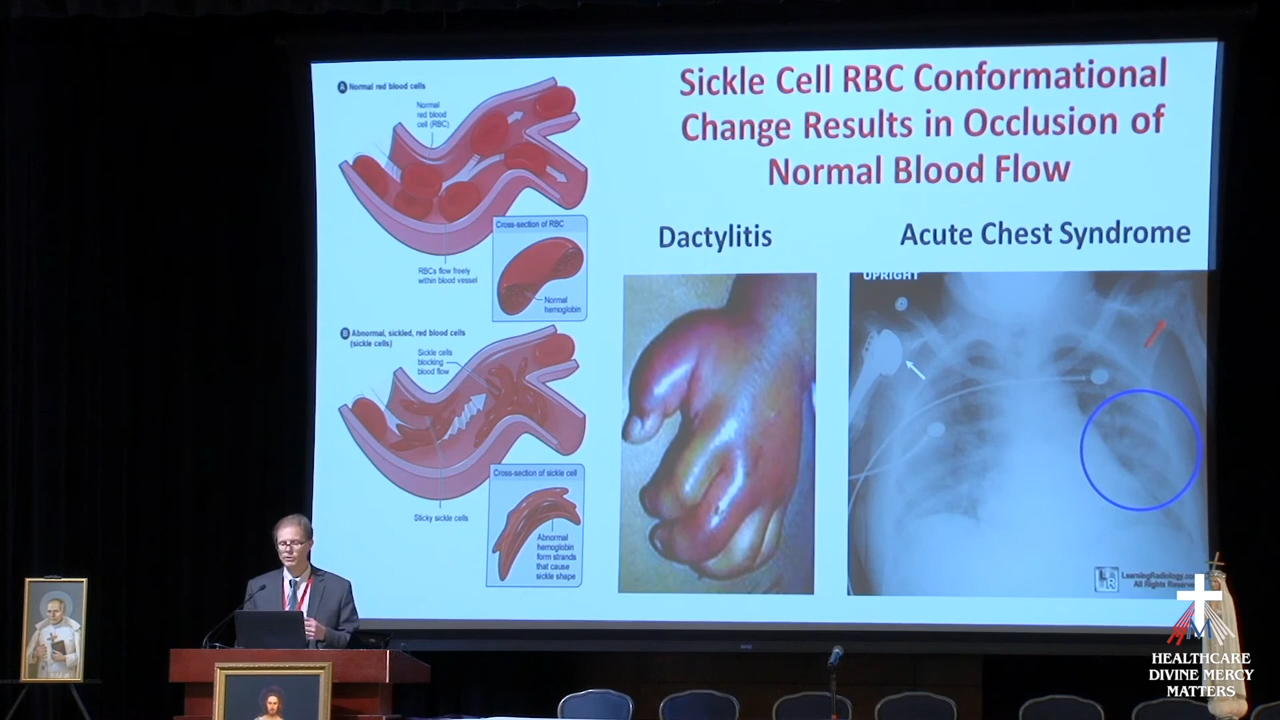 Sickle Cell RBC Conformational
Change Results in Occlusion of
Normal Blood Flow
A Normal red blood cells
Normal
red blood
cell (RBC)
Cross-section of RBC
RBCs flow freely
within blood vessel
Normal
hemoglobin
B Abnormal, sickled, red blood cells
(sickle cells)
Sickle cells
blocking
blood flow
Cross-section of sickle cell
Sticky sickle cells
Abnormal
hemoglobin
form strands
that cause
sickle shape
Dactylitis
Acute Chest Syndrome
UPRIGHT
LearningRadiology.co
All Rights Reserve
HEALTHCARE
DIVINE MERCY
MATTERS